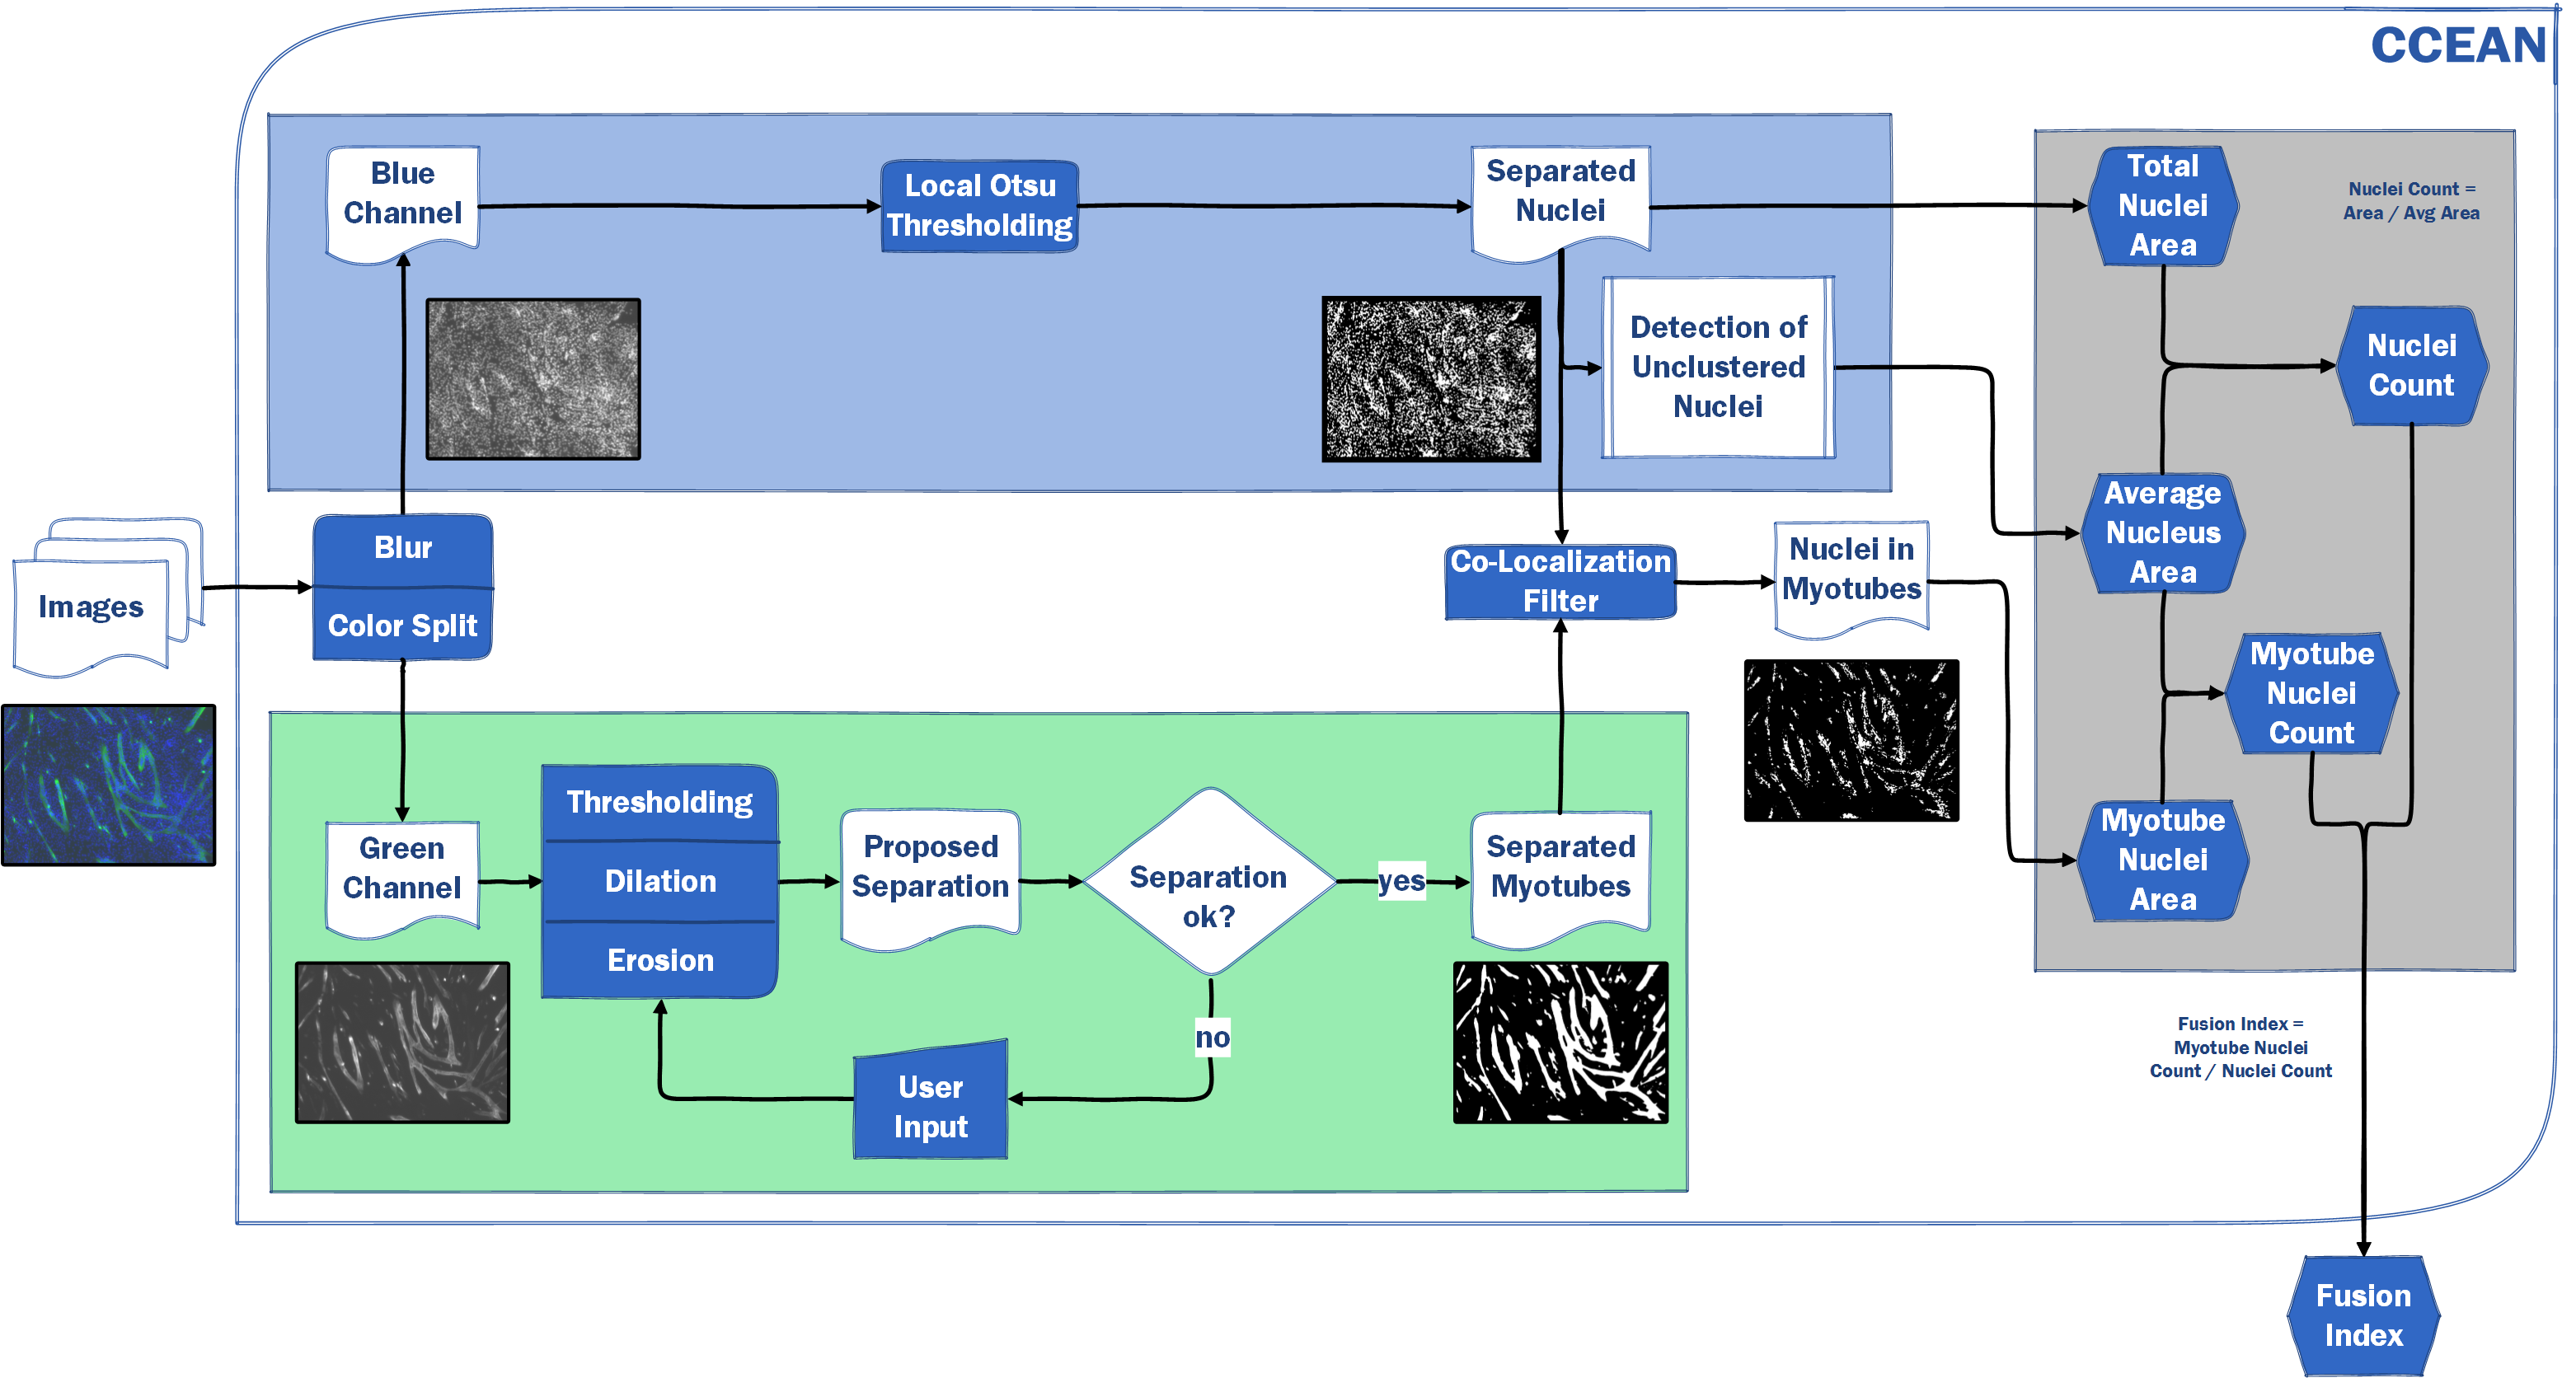 CCEAN
Blue
Channel
Local Otsu
Thresholding
Separated
Nuclei
Total
Nuclei
Area
Nuclei Count =
Area / Avg Area
Detection of
Unclustered
Nuclei
Nuclei
Count
Images
Blur
Color Split
Co-Localization
Filter
Nuclei in
Myotubes
Average
Nucleus
Area
Myotube
Nuclei
Count
Green
Channel
Thresholding
Dilation
Erosion
Proposed
Separation
Separation
ok?
yes
Separated
Myotubes
Myotube
Nuclei
Area
no
User
Input
Fusion Index =
Myotube Nuclei
Count / Nuclei Count
Fusion
Index